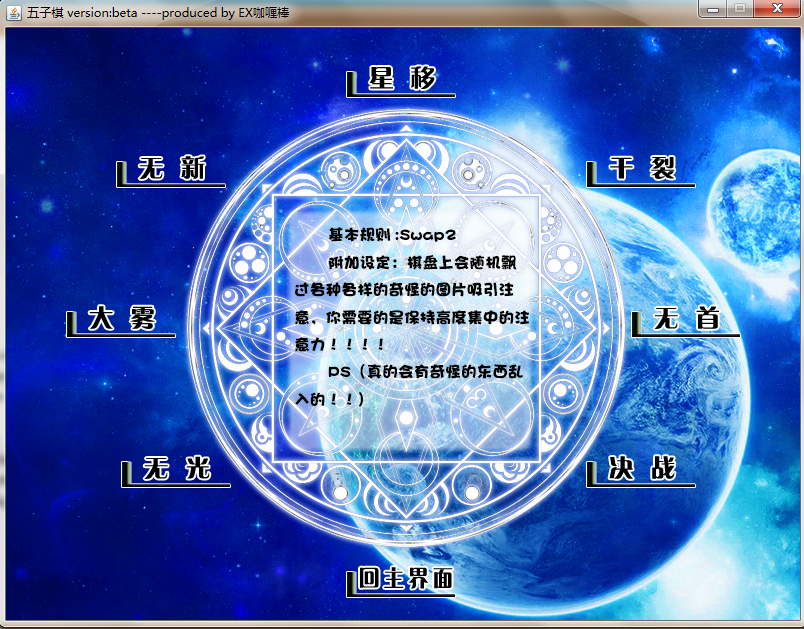 五子棋 version:beta ----produced by EX咖喱棒
星移
无新
干裂
基本规则:Swap2
附加设定：棋盘上会随机飘
过各种各样的奇怪的图片吸引注
意，你需要的是保持高度集中的注
意力！！！！
PS（真的会有奇怪的东西乱
入的！！）
大雾
无首
无光
决战
回主界面